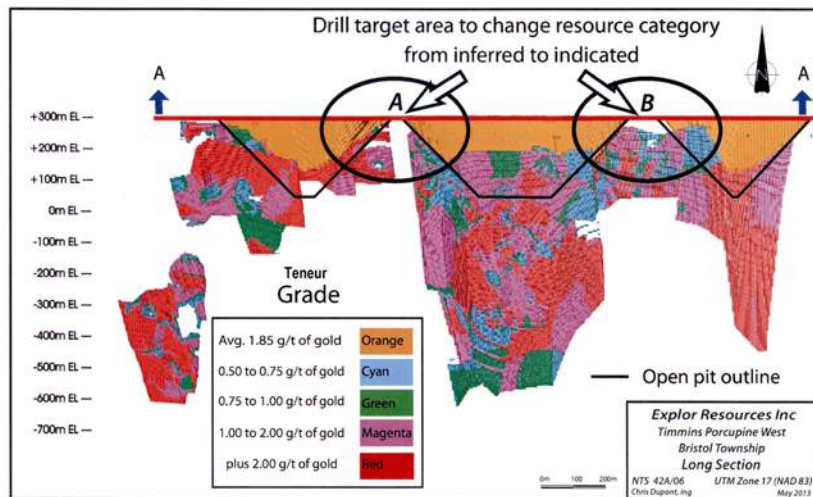 Drill target area to change resource category
from inferred to indicated
A
A
B
A
N
+300m EL ---
+200m EL ---
+100m EL ---
0m EL ---
-100m EL ---
-200m EL ---
-300m EL ---
-400m EL ---
-500m EL ---
-600m EL ---
-700m EL ---
Teneur
Grade
Avg. 1.85 g/t of gold Orange
0.50 to 0.75 g/t of gold Cyan
0.75 to 1.00 g/t of gold Green
1.00 to 2.00 g/t of gold Magenta
plus 2.00 g/t of gold Red
Open pit outline
0m 100m 200m
Explor Resources Inc
Timmins Porcupine West
Bristol Township
Long Section
NTS 42A/06 UTM Zone 17 (NAD 83)
Chris Dupont, ing May 2013